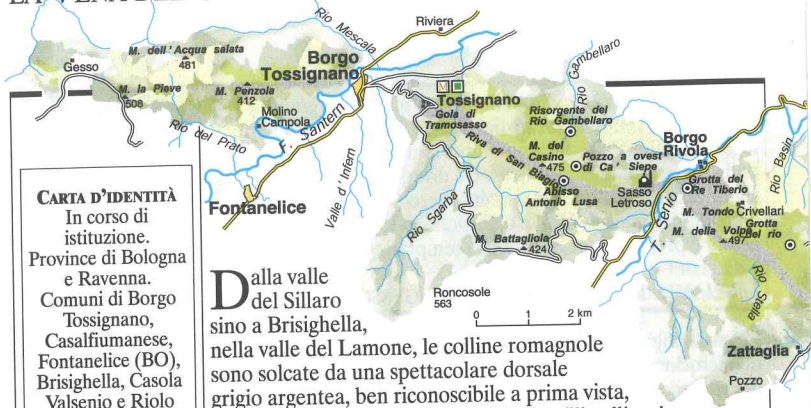 Riviera
Rio Mescala
M. dell' Acqua salata
481
Gesso
Borgo
Tossignano
M. la Pieve
508
M. Penzola
412
Molino
Campola
Rio del Prato
F. Santern
Fontanelice
Valle d' Infern
Tossignano
Gola di
Tramosasso
Rio Gambellaro
Risorgente del
Rio Gambellaro
Riva di San Biagio
M. del
Casino
475
Pozzo a ovest
di Ca' Siepe
Abisso
Antonio Lusa
Sasso
Letroso
Borgo
Rivola
Rio Basin
Grotta del
Re Tiberio
T. Senio
M. Tondo
Crivellari
M. della Volpe
497
Grotta
del rio
Rio Sgarba
M. Battagliola
424
Rio Stella
Roncosole
563
0 1 2 km
Zattaglia
Pozzo
CARTA D'IDENTITÀ
In corso di
istituzione.
Province di Bologna
e Ravenna.
Comuni di Borgo
Tossignano,
Casalfiumanese,
Fontanelice (BO),
Brisighella, Casola
Valsenio e Riolo
Dalla valle
del Sillaro
sino a Brisighella,
nella valle del Lamone, le colline romagnole
sono solcate da una spettacolare dorsale
grigio argentea, ben riconoscibile a prima vista,